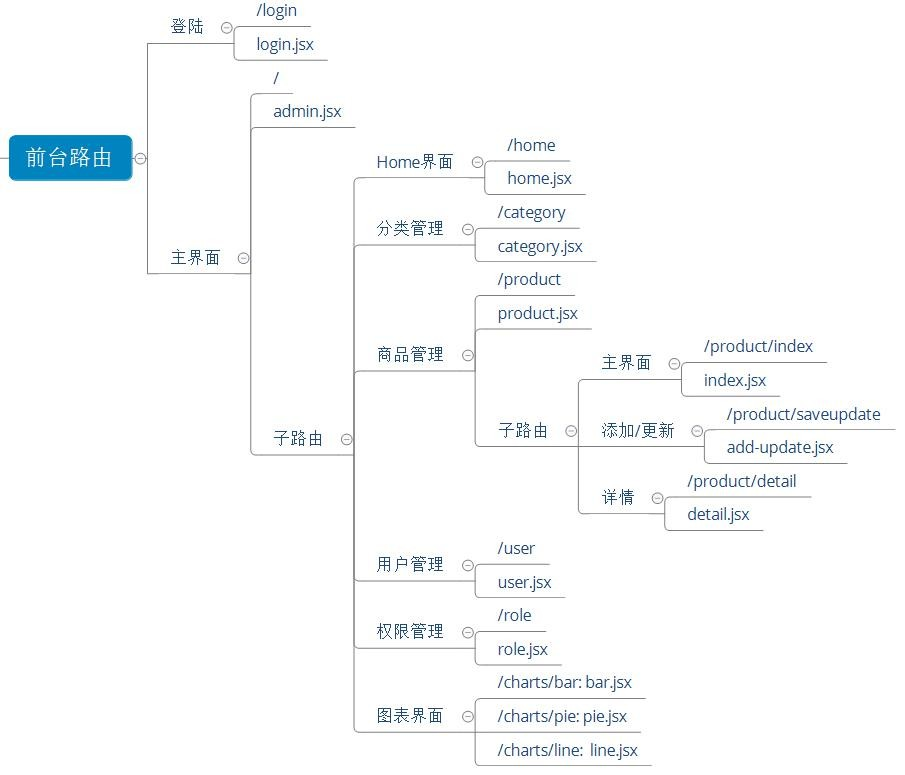 前台路由
登陆
/login
login.jsx
主界面
/
admin.jsx
子路由
Home界面
/home
home.jsx
分类管理
/category
category.jsx
商品管理
/product
product.jsx
子路由
主界面
/product/index
index.jsx
添加/更新
/product/saveupdate
add-update.jsx
详情
/product/detail
detail.jsx
用户管理
/user
user.jsx
权限管理
/role
role.jsx
图表界面
/charts/bar: bar.jsx
/charts/pie: pie.jsx
/charts/line:  line.jsx